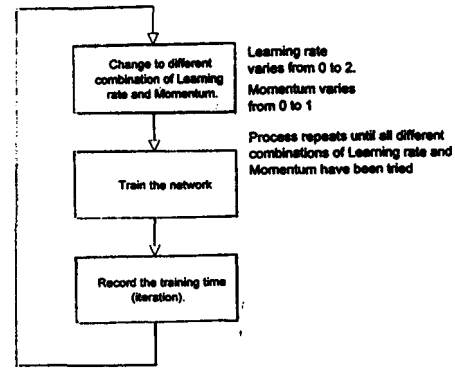 Change to different
combination of Learning
rate and Momentum.
Learning rate
varies from 0 to 2.
Momentum varies
from 0 to 1
Process repeats until all different
combinations of Learning rate and
Momentum have been tried
Train the network
Record the training time
(iteration).